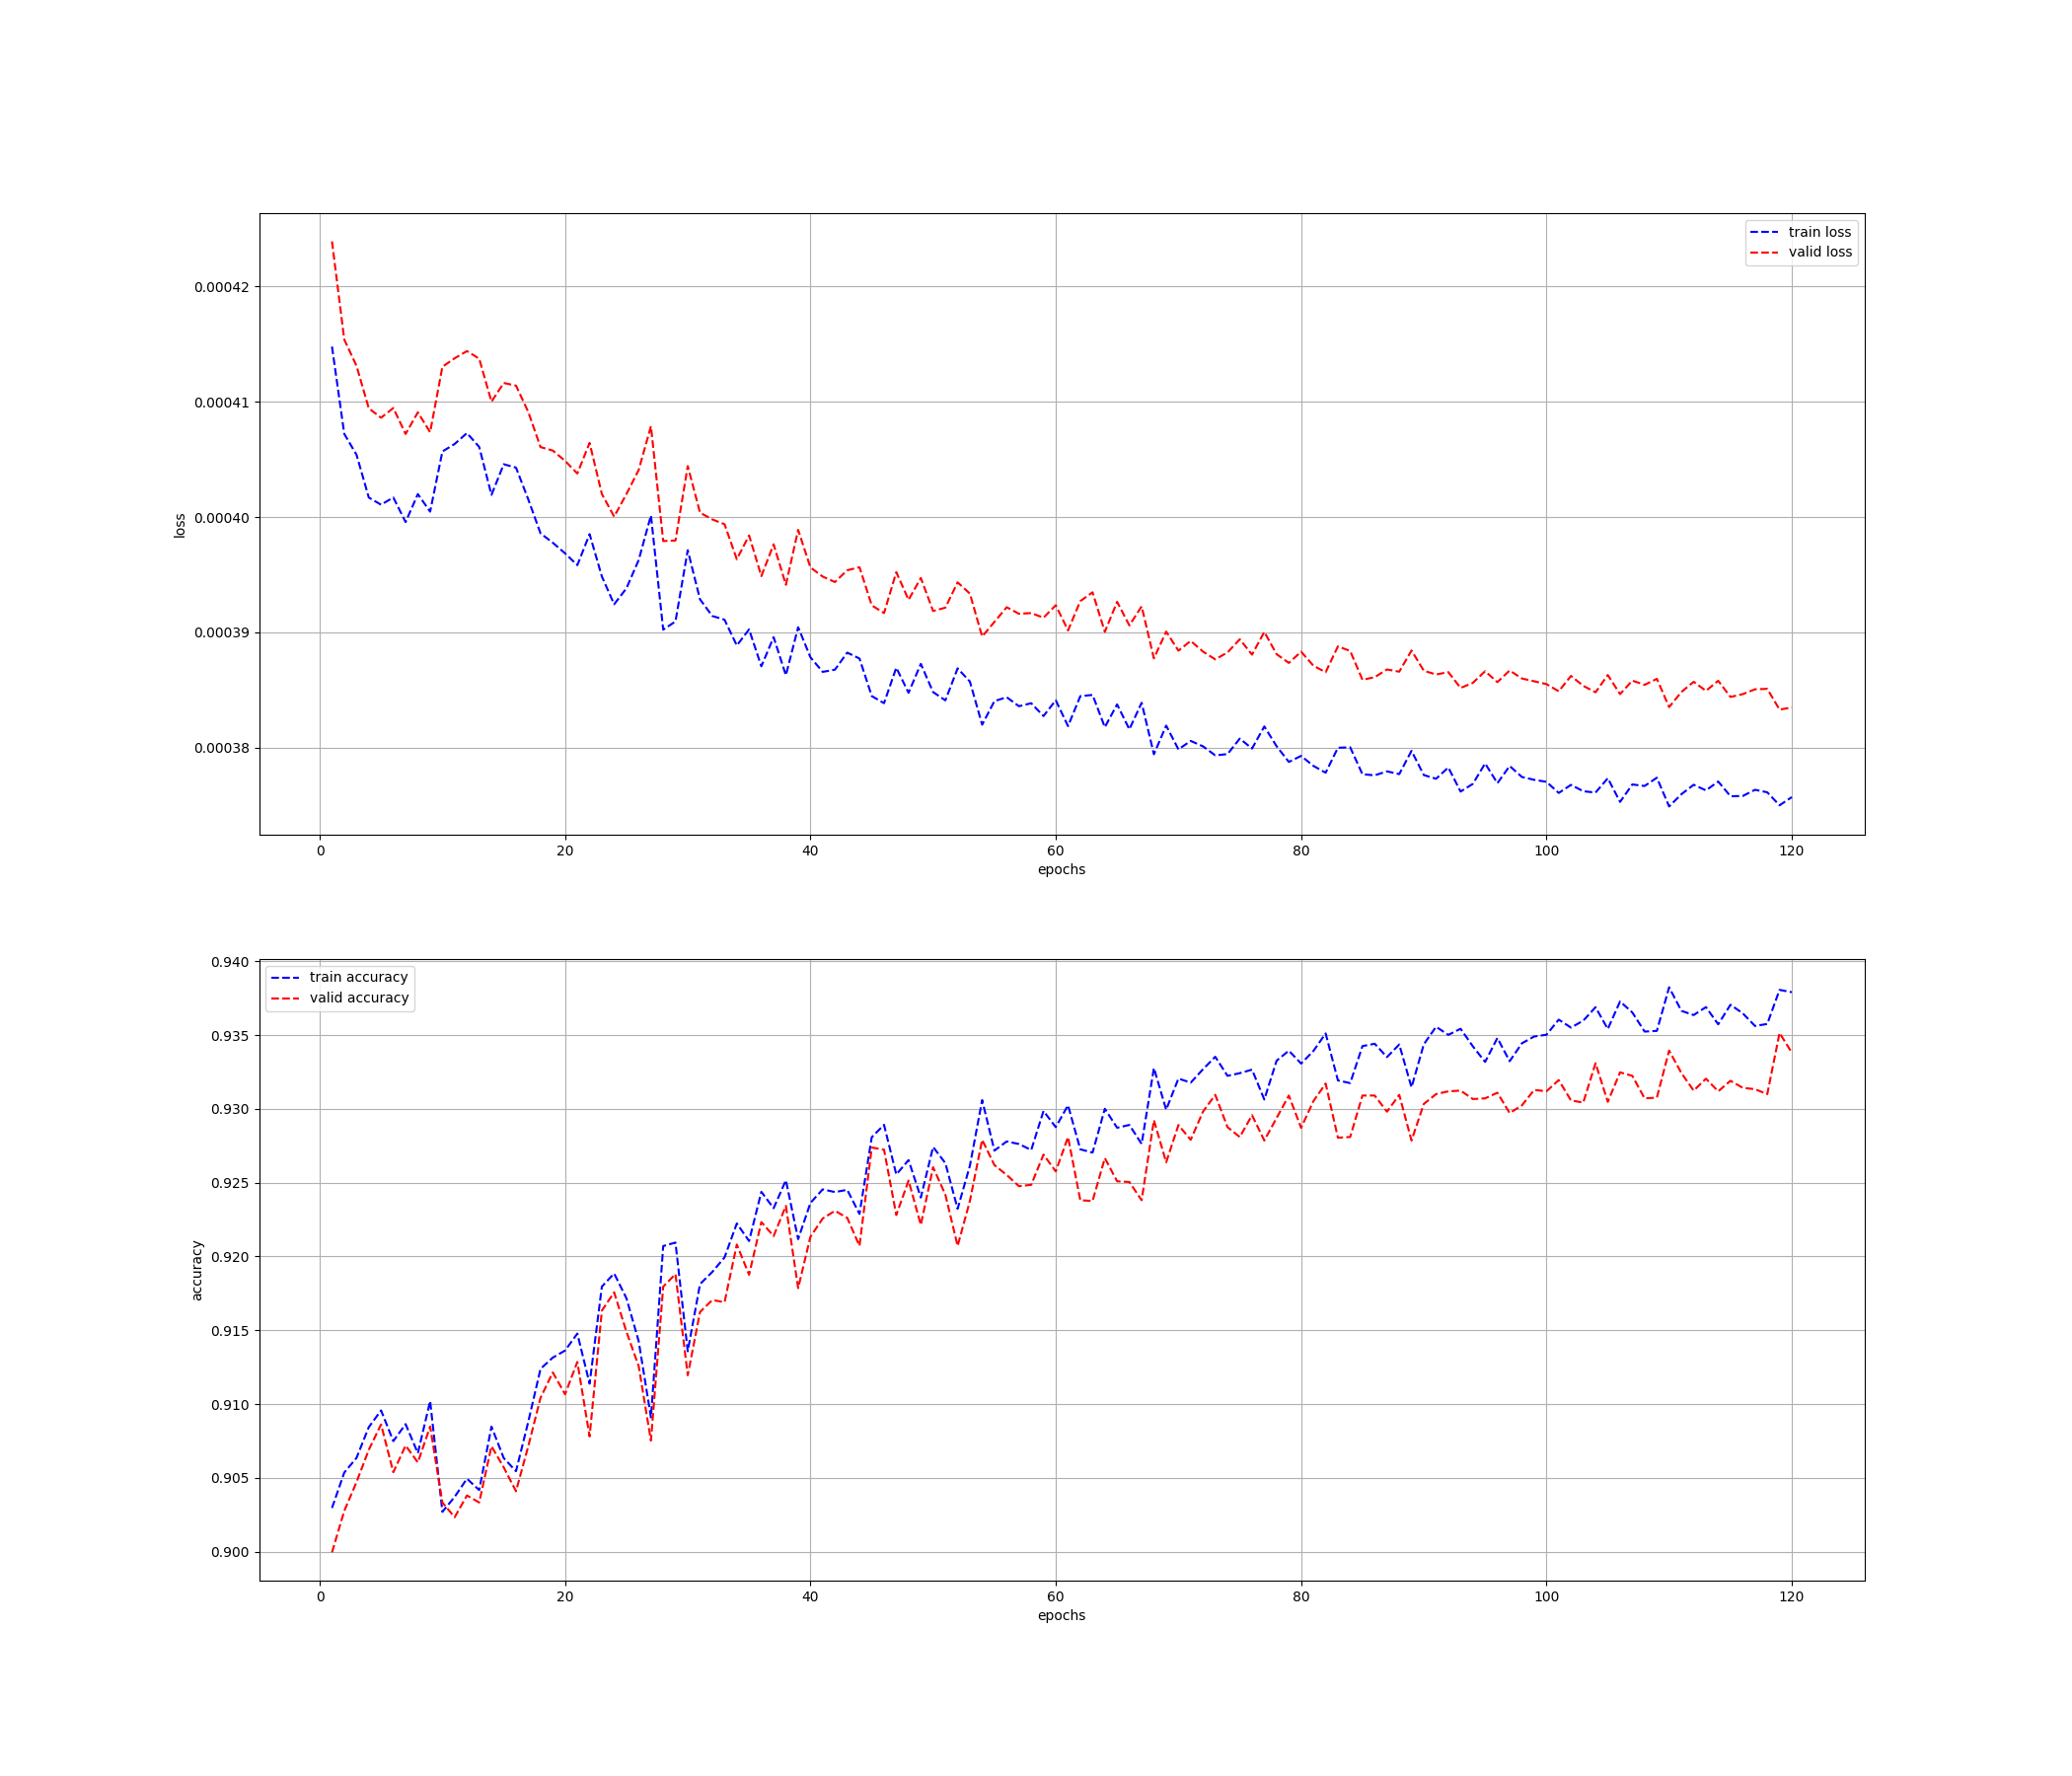 train loss
valid loss
0.00042
0.00041
0.00040
0.00039
0.00038
loss
0 20 40 60 80 100 120
epochs
train accuracy
valid accuracy
0.940
0.935
0.930
0.925
0.920
0.915
0.910
0.905
0.900
accuracy
0 20 40 60 80 100 120
epochs